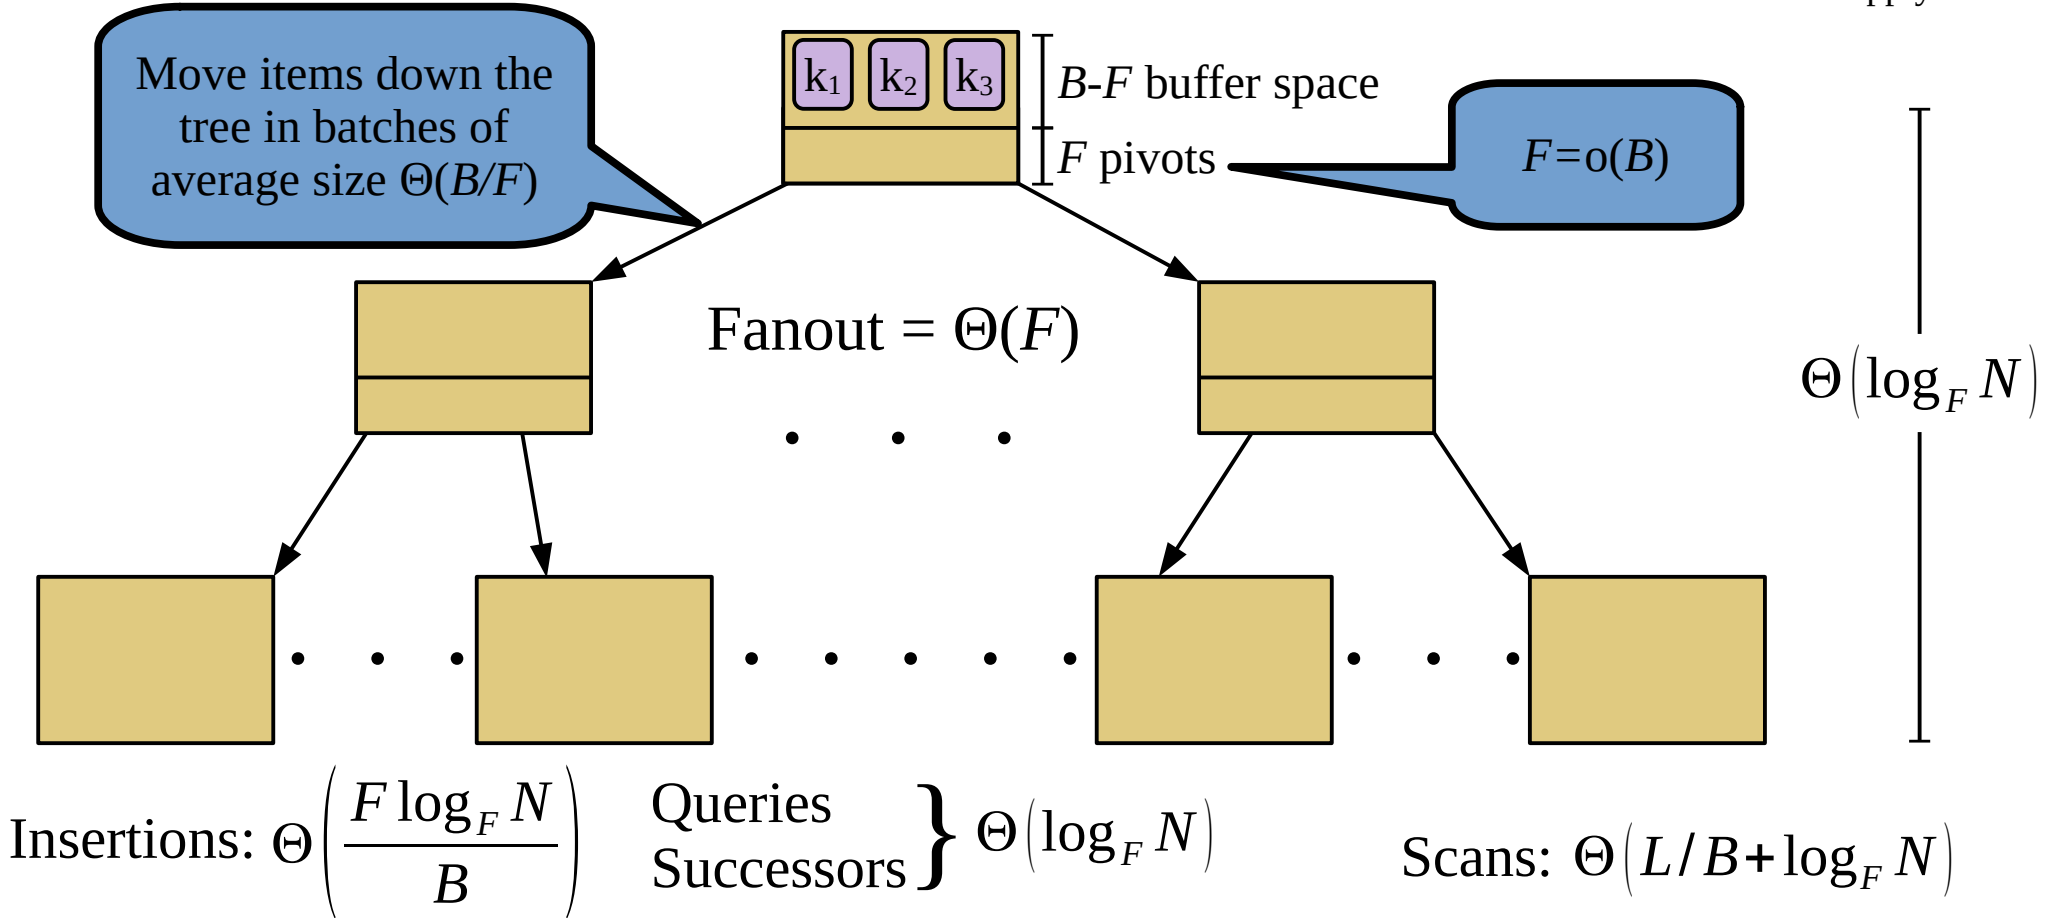 Move items down the
tree in batches of
average size Θ(B/F)
k1 k2 k3
B-F buffer space
F pivots
F=o(B)
Fanout = Θ(F)
Θ(log_F N)
Insertions: Θ(F log_F N / B)
Queries
Successors } Θ(log_F N)
Scans: Θ(L/B+log_F N)